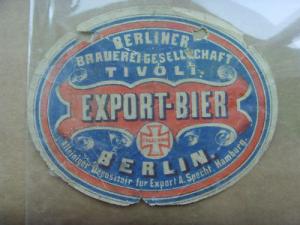 BERLINER
BRAUEREIGESELLSCHAFT
TIVOLI.
EXPORT-BIER
BERLIN.
Alleiniger Depositair für Export A. Specht, Hamburg.